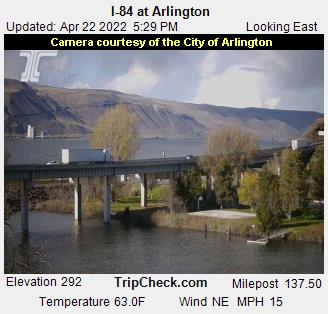 I-84 at Arlington
Updated: Apr 22 2022 5:29 PM Looking East
Camera courtesy of the City of Arlington
Elevation 292 TripCheck.com Milepost 137.50
Temperature 63.0F Wind NE MPH 15